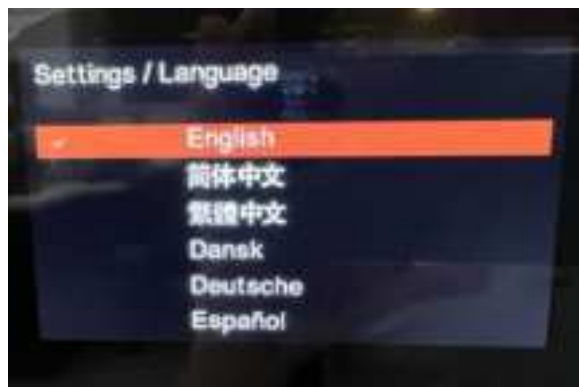 Settings / Language
English
简体中文
繁體中文
Dansk
Deutsche
Español